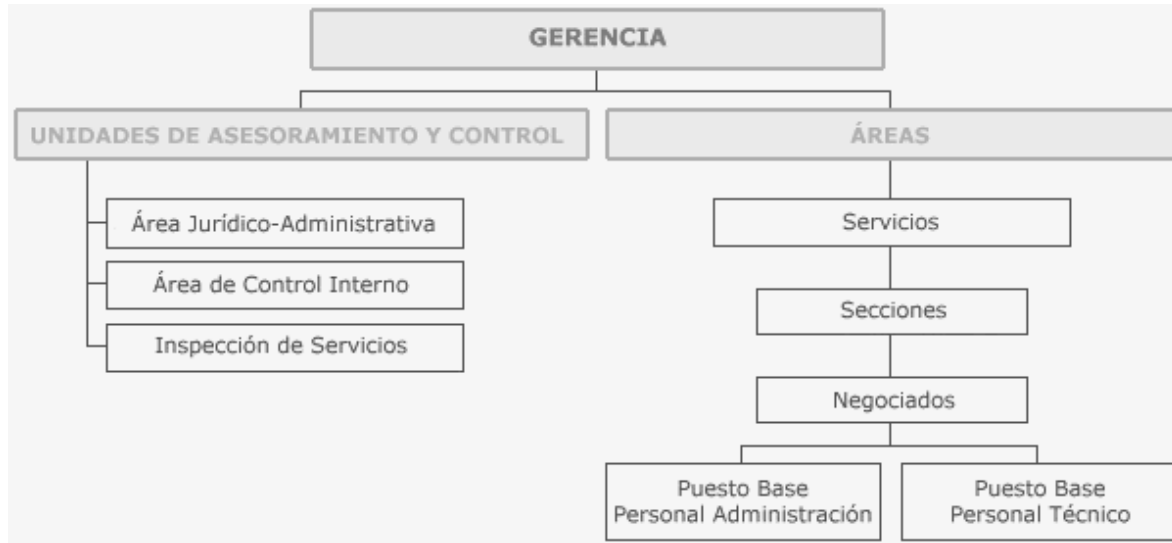 GERENCIA
UNIDADES DE ASESORAMIENTO Y CONTROL
Área Jurídico-Administrativa
Área de Control Interno
Inspección de Servicios
ÁREAS
Servicios
Secciones
Negociados
Puesto Base
Personal Administración
Puesto Base
Personal Técnico